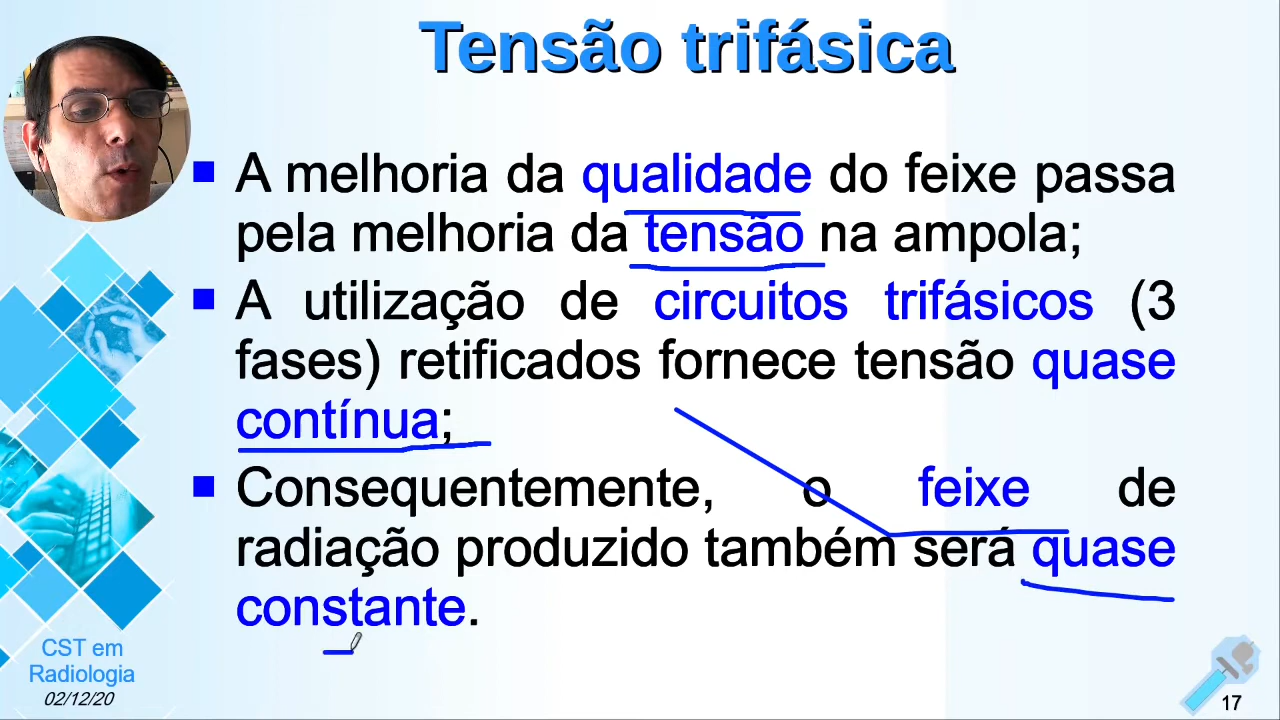 Tensão trifásica
A melhoria da qualidade do feixe passa
pela melhoria da tensão na ampola;
A utilização de circuitos trifásicos (3
fases) retificados fornece tensão quase
contínua;
Consequentemente, o feixe de
radiação produzido também será quase
constante.
CST em
Radiologia
02/12/20
17